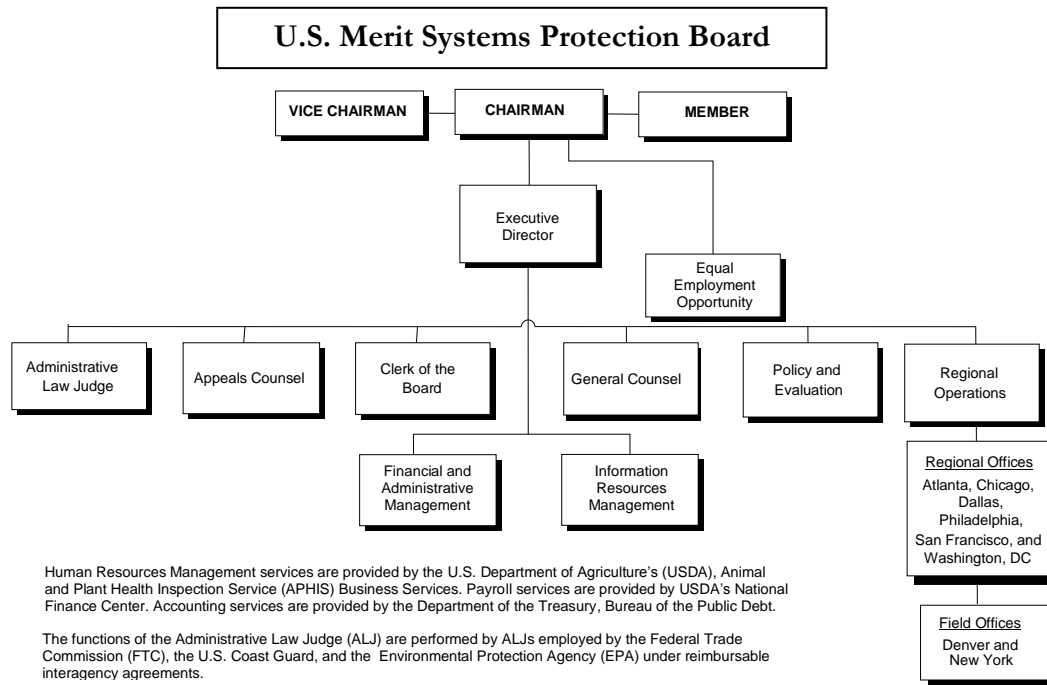 U.S. Merit Systems Protection Board
VICE CHAIRMAN
CHAIRMAN
MEMBER
Executive
Director
Equal
Employment
Opportunity
Administrative
Law Judge
Appeals Counsel
Clerk of the
Board
General Counsel
Policy and
Evaluation
Regional
Operations
Financial and
Administrative
Management
Information
Resources
Management
Regional Offices
Atlanta, Chicago,
Dallas,
Philadelphia,
San Francisco, and
Washington, DC
Field Offices
Denver and
New York
Human Resources Management services are provided by the U.S. Department of Agriculture's (USDA), Animal
and Plant Health Inspection Service (APHIS) Business Services. Payroll services are provided by USDA's National
Finance Center. Accounting services are provided by the Department of the Treasury, Bureau of the Public Debt.
The functions of the Administrative Law Judge (ALJ) are performed by ALJs employed by the Federal Trade
Commission (FTC), the U.S. Coast Guard, and the Environmental Protection Agency (EPA) under reimbursable
interagency agreements.